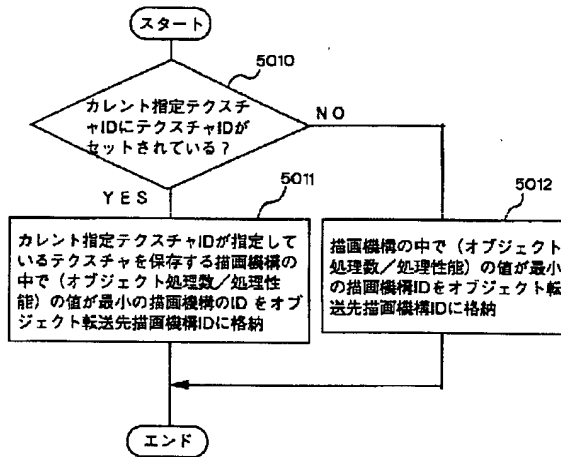 スタート
5010
カレント指定テクスチ
ャIDにテクスチャIDが
セットされている?
NO
YES
5011
カレント指定テクスチャIDが指定して
いるテクスチャを保存する描画機構の
中で(オブジェクト処理数/処理性
能)の値が最小の描画機構のIDをオブ
ジェクト転送先描画機構IDに格納
5012
描画機構の中で(オブジェクト
処理数/処理性能)の値が最小
の描画機構IDをオブジェクト転
送先描画機構IDに格納
エンド